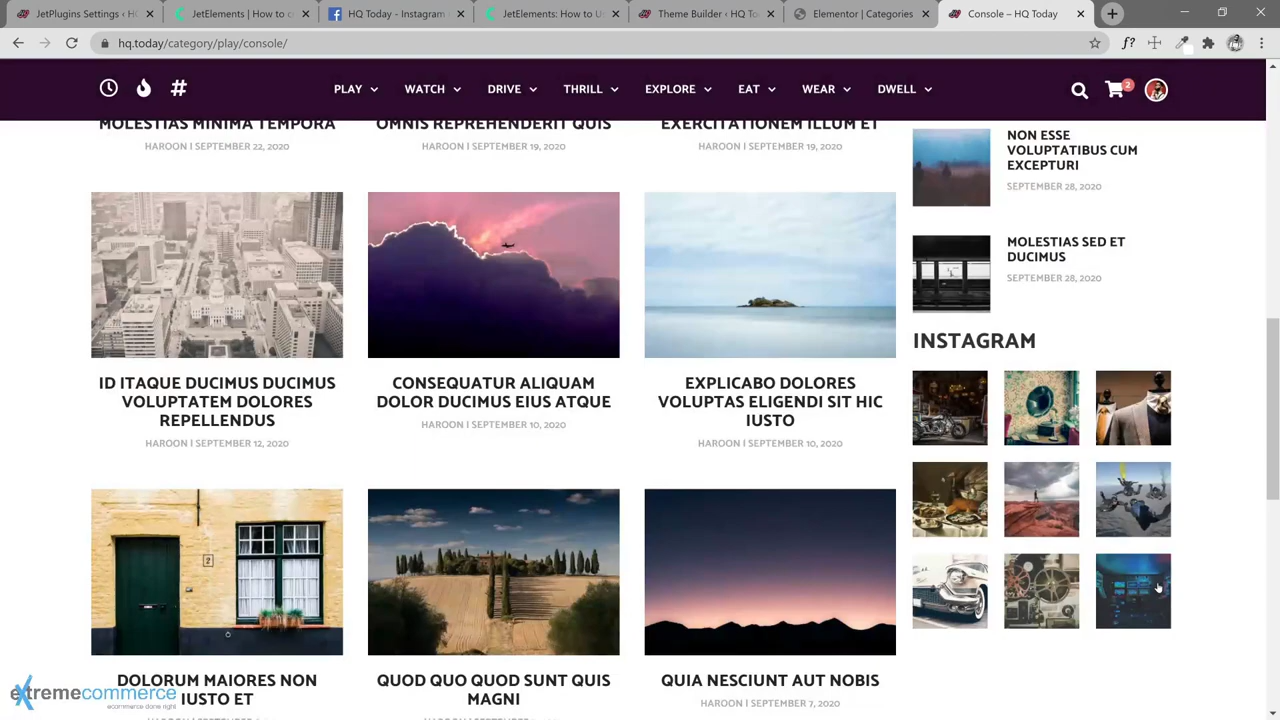 JetPlugins Settings < HQ
JetElements | How to c
HQ Today - Instagram
JetElements: How to U
Theme Builder < HQ T
Elementor | Categories
Console – HQ Today
hq.today/category/play/console/
PLAY WATCH DRIVE THRILL EXPLORE EAT WEAR DWELL
2
MOLESTIAS MINIMA TEMPORA
HAROON | SEPTEMBER 22, 2020
OMNIS REPREHENDERIT QUIS
HAROON | SEPTEMBER 19, 2020
EXERCITATIONEM ILLUM ET
HAROON | SEPTEMBER 19, 2020
NON ESSE
VOLUPTATIBUS CUM
EXCEPTURI
SEPTEMBER 28, 2020
MOLESTIAS SED ET
DUCIMUS
SEPTEMBER 28, 2020
INSTAGRAM
ID ITAQUE DUCIMUS DUCIMUS
VOLUPTATEM DOLORES
REPELLENDUS
HAROON | SEPTEMBER 12, 2020
CONSEQUATUR ALIQUAM
DOLOR DUCIMUS EIUS ATQUE
HAROON | SEPTEMBER 10, 2020
EXPLICABO DOLORES
VOLUPTAS ELIGENDI SIT HIC
IUSTO
HAROON | SEPTEMBER 10, 2020
2
DOLORUM MAIORES NON
IUSTO ET
QUOD QUO QUOD SUNT QUIS
MAGNI
QUIA NESCIUNT AUT NOBIS
HAROON | SEPTEMBER 7, 2020
extremecommerce
ecommerce done right